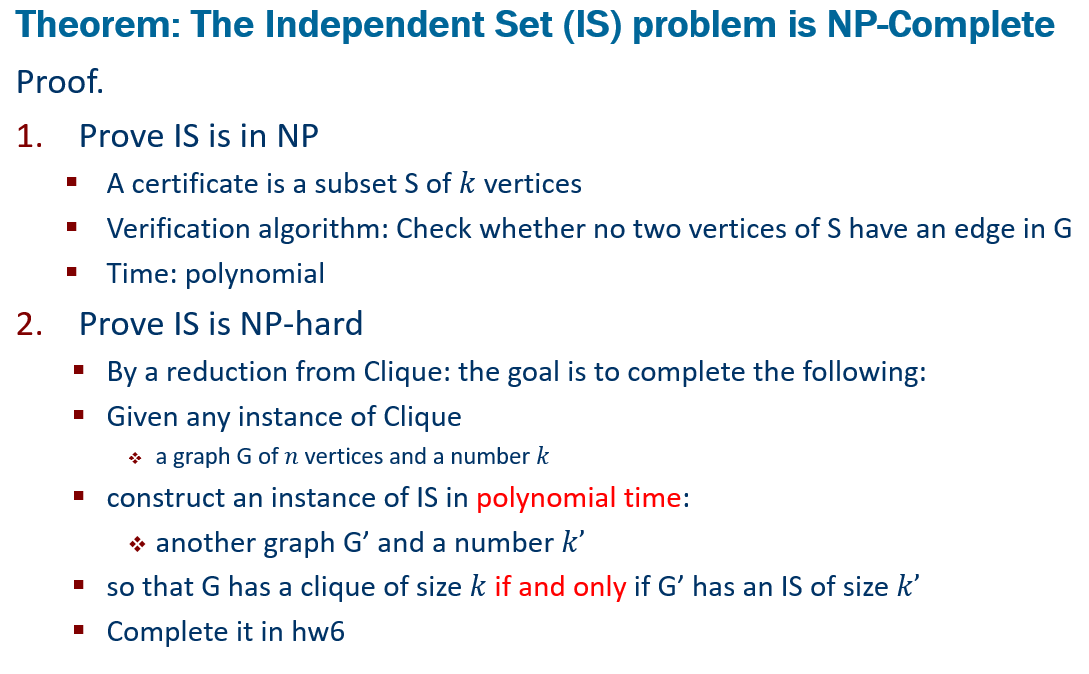 Theorem: The Independent Set (IS) problem is NP-Complete
Proof.
1. Prove IS is in NP
▪ A certificate is a subset S of k vertices
▪ Verification algorithm: Check whether no two vertices of S have an edge in G
▪ Time: polynomial
2. Prove IS is NP-hard
▪ By a reduction from Clique: the goal is to complete the following:
▪ Given any instance of Clique
❖ a graph G of n vertices and a number k
▪ construct an instance of IS in polynomial time:
❖ another graph G’ and a number k’
▪ so that G has a clique of size k if and only if G’ has an IS of size k’
▪ Complete it in hw6